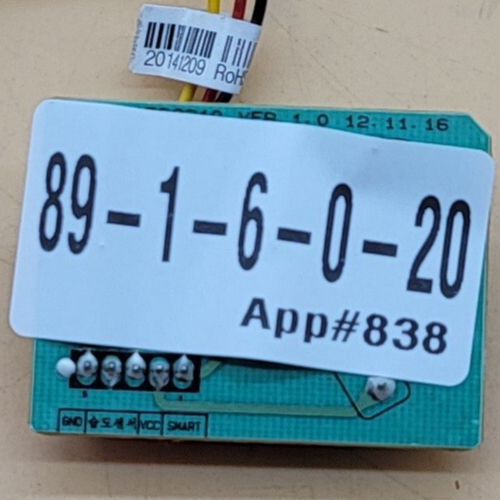 20141209 RoHS
VER 1.0 12.11.16
89-1-6-0-20
App#838
GND 습도센서 VCC SMART